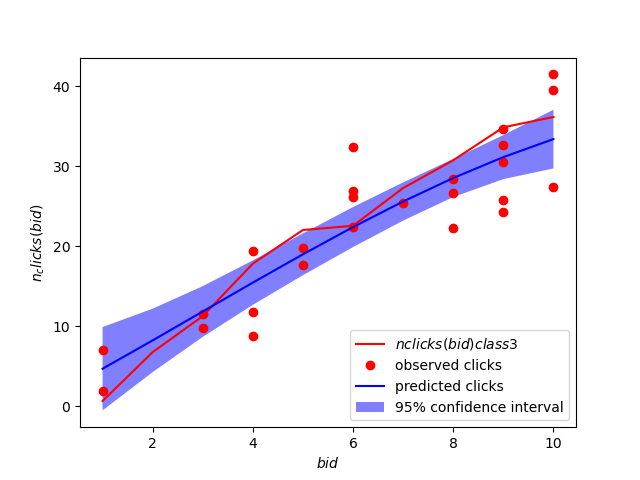 40
30
20
10
0
n_clicks(bid)
nclicks(bid)class3
observed clicks
predicted clicks
95% confidence interval
2
4
6
8
10
bid